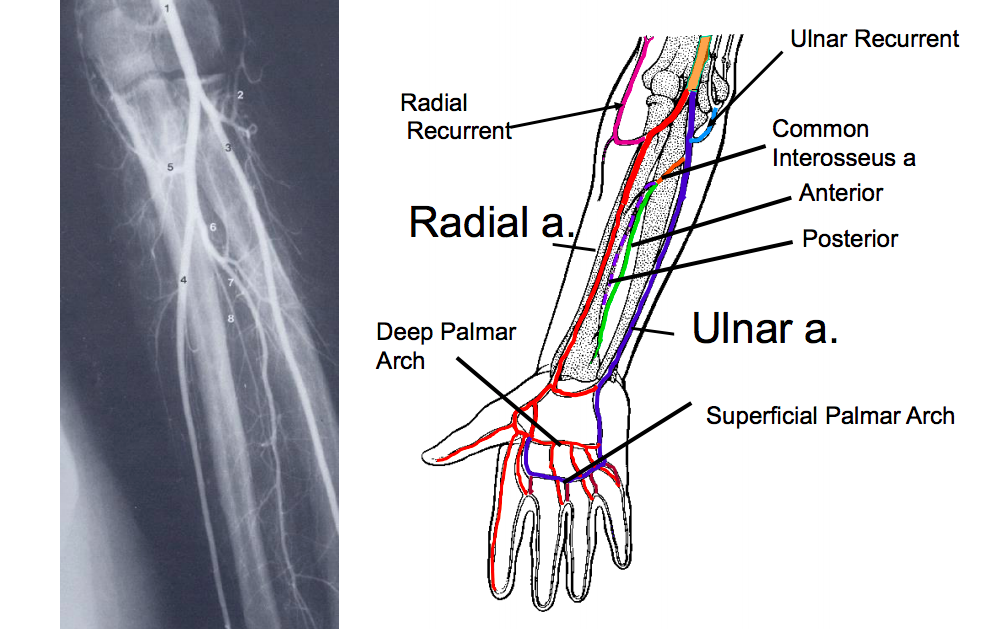 1
2
3
5
6
4
7
8
Ulnar Recurrent
Radial
Recurrent
Common
Interosseus a
Anterior
Radial a.
Posterior
Deep Palmar
Arch
Ulnar a.
Superficial Palmar Arch